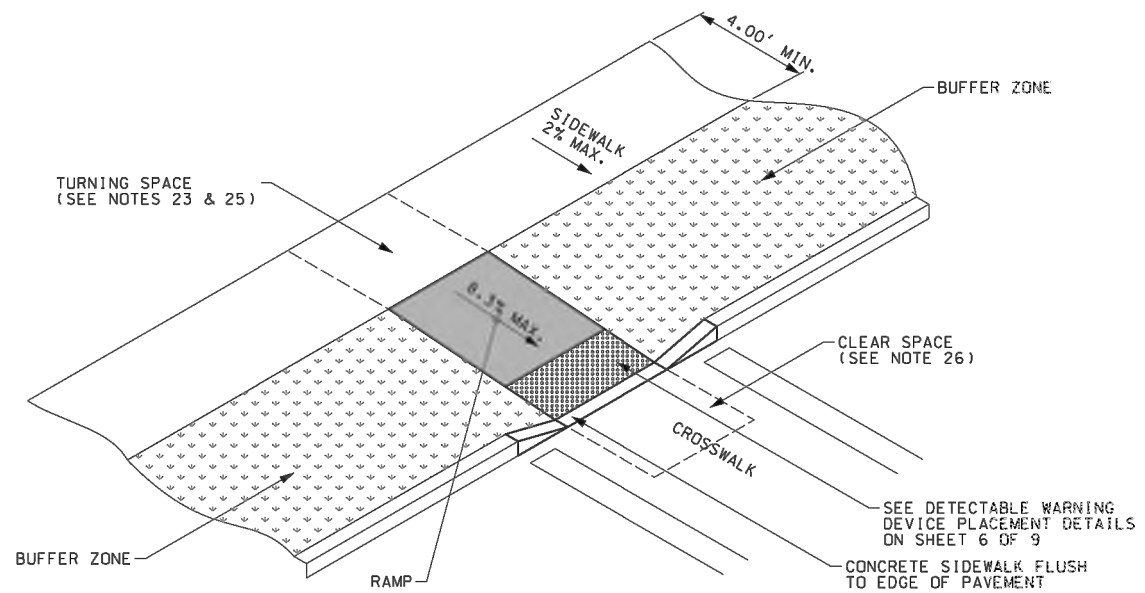 4.00' MIN.
BUFFER ZONE
SIDEWALK
2% MAX.
TURNING SPACE
(SEE NOTES 23 & 25)
8.3% MAX.
CLEAR SPACE
(SEE NOTE 26)
CROSSWALK
SEE DETECTABLE WARNING
DEVICE PLACEMENT DETAILS
ON SHEET 6 OF 9
BUFFER ZONE
CONCRETE SIDEWALK FLUSH
TO EDGE OF PAVEMENT
RAMP